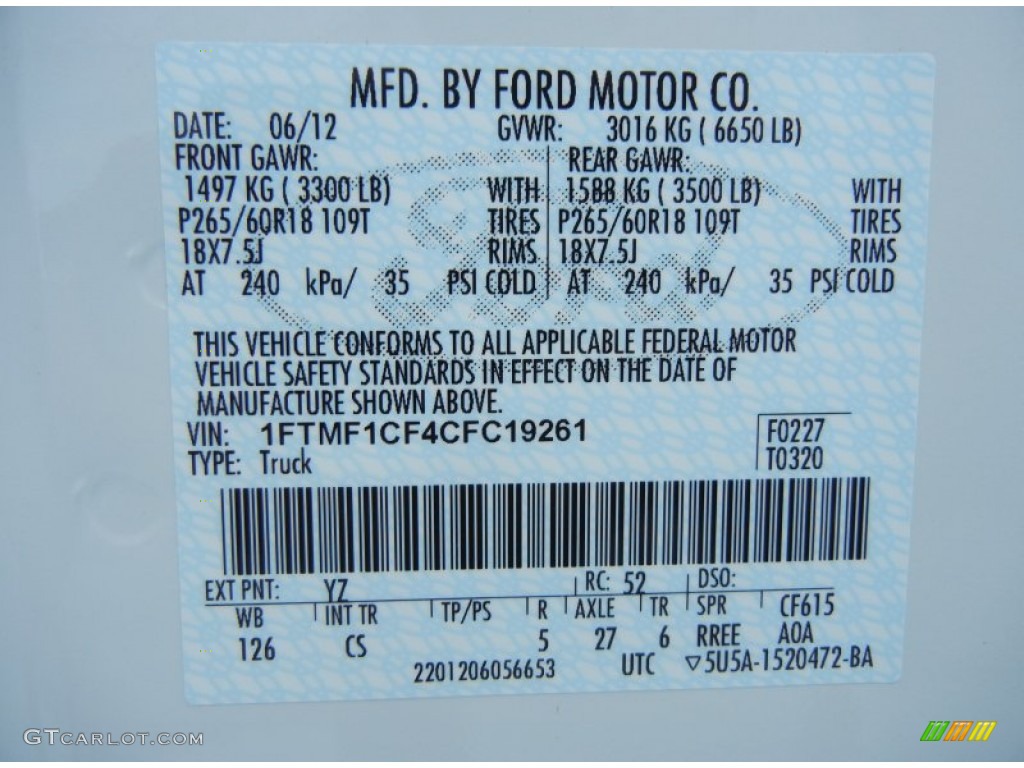 MFD. BY FORD MOTOR CO.
DATE: 06/12 GVWR: 3016 KG ( 6650 LB)
FRONT GAWR: REAR GAWR:
1497 KG ( 3300 LB) WITH 1588 KG ( 3500 LB) WITH
P265/60R18 109T TIRES P265/60R18 109T TIRES
18X7.5J RIMS 18X7.5J RIMS
AT 240 kPa/ 35 PSI COLD AT 240 kPa/ 35 PSI COLD
THIS VEHICLE CONFORMS TO ALL APPLICABLE FEDERAL MOTOR
VEHICLE SAFETY STANDARDS IN EFFECT ON THE DATE OF
MANUFACTURE SHOWN ABOVE.
VIN: 1FTMF1CF4CFC19261 F0227
TYPE: Truck T0320
EXT PNT: YZ RC: 52 DSO:
WB INT TR TP/PS R AXLE TR SPR CF615
126 CS 5 27 6 RREE A0A
2201206056653 UTC ▽5U5A-1520472-BA
GTCARLOT.COM